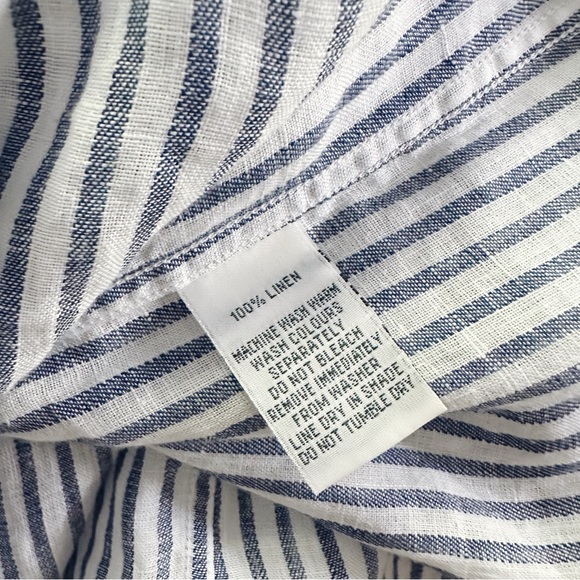 100% LINEN
MACHINE WASH WARM
WASH COLOURS
SEPARATELY
DO NOT BLEACH
REMOVE IMMEDIATELY
FROM WASHER
LINE DRY IN SHADE
DO NOT TUMBLE DRY